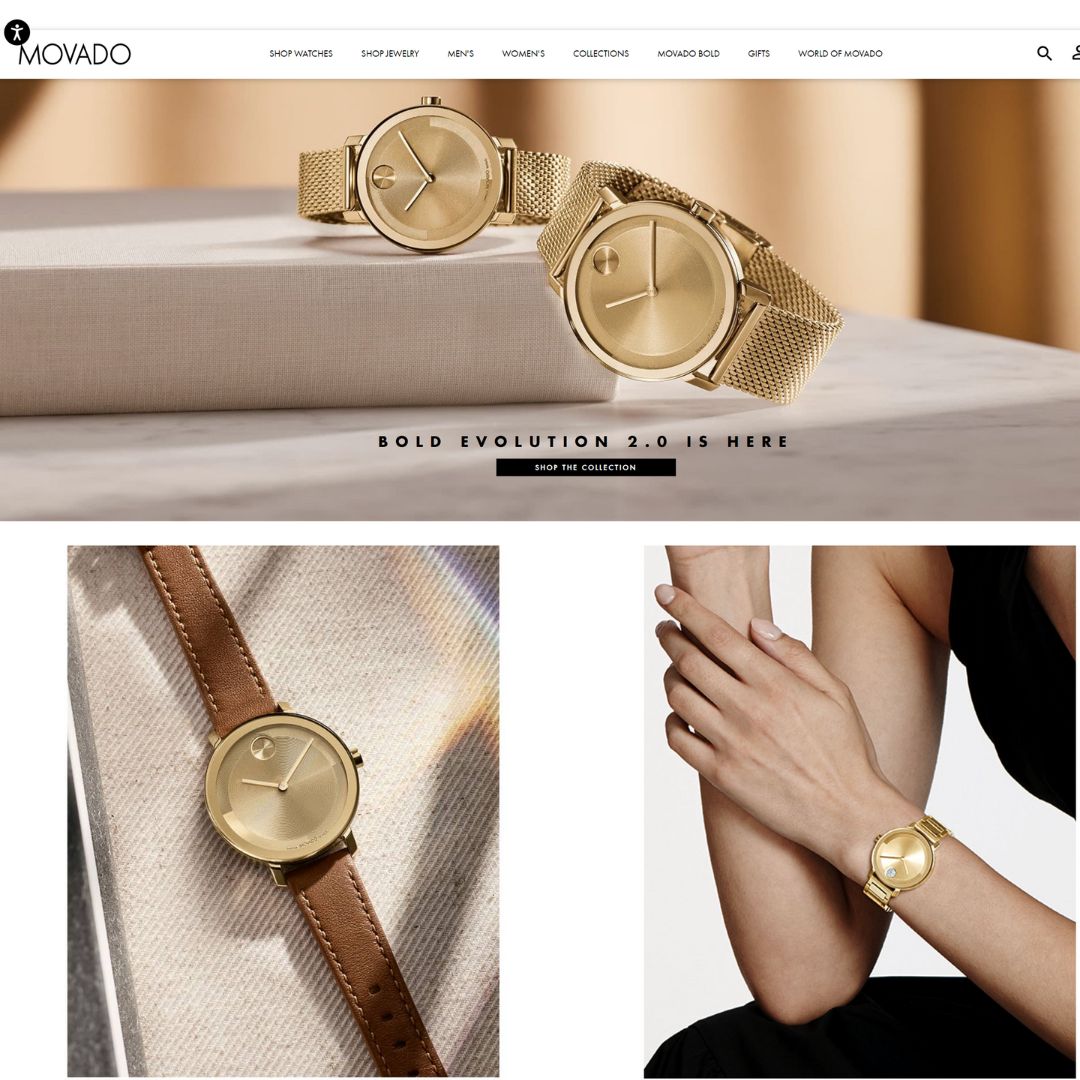 MOVADO
SHOP WATCHES
SHOP JEWELRY
MEN'S
WOMEN'S
COLLECTIONS
MOVADO BOLD
GIFTS
WORLD OF MOVADO
BOLD EVOLUTION 2.0 IS HERE
SHOP THE COLLECTION